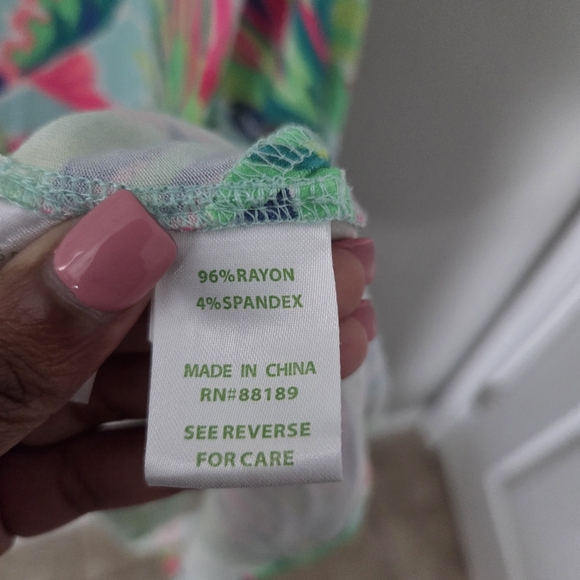 96%RAYON
4%SPANDEX
MADE IN CHINA
RN#88189
SEE REVERSE
FOR CARE